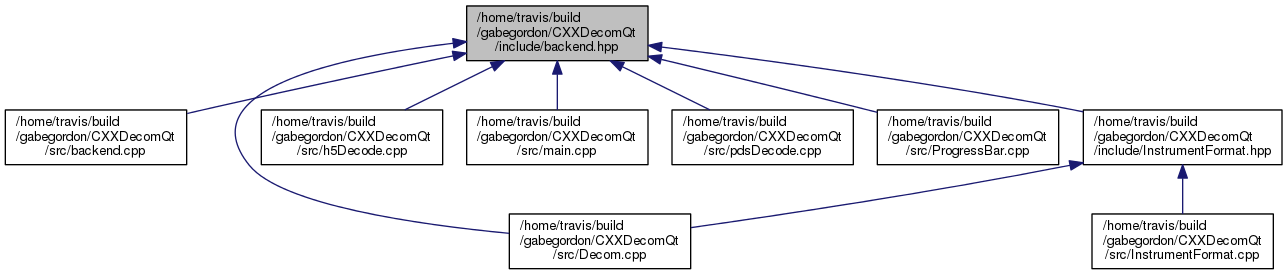 /home/travis/build
/gabegordon/CXXDecomQt
/include/backend.hpp
/home/travis/build
/gabegordon/CXXDecomQt
/src/backend.cpp
/home/travis/build
/gabegordon/CXXDecomQt
/src/h5Decode.cpp
/home/travis/build
/gabegordon/CXXDecomQt
/src/main.cpp
/home/travis/build
/gabegordon/CXXDecomQt
/src/pdsDecode.cpp
/home/travis/build
/gabegordon/CXXDecomQt
/src/ProgressBar.cpp
/home/travis/build
/gabegordon/CXXDecomQt
/include/InstrumentFormat.hpp
/home/travis/build
/gabegordon/CXXDecomQt
/src/Decom.cpp
/home/travis/build
/gabegordon/CXXDecomQt
/src/InstrumentFormat.cpp